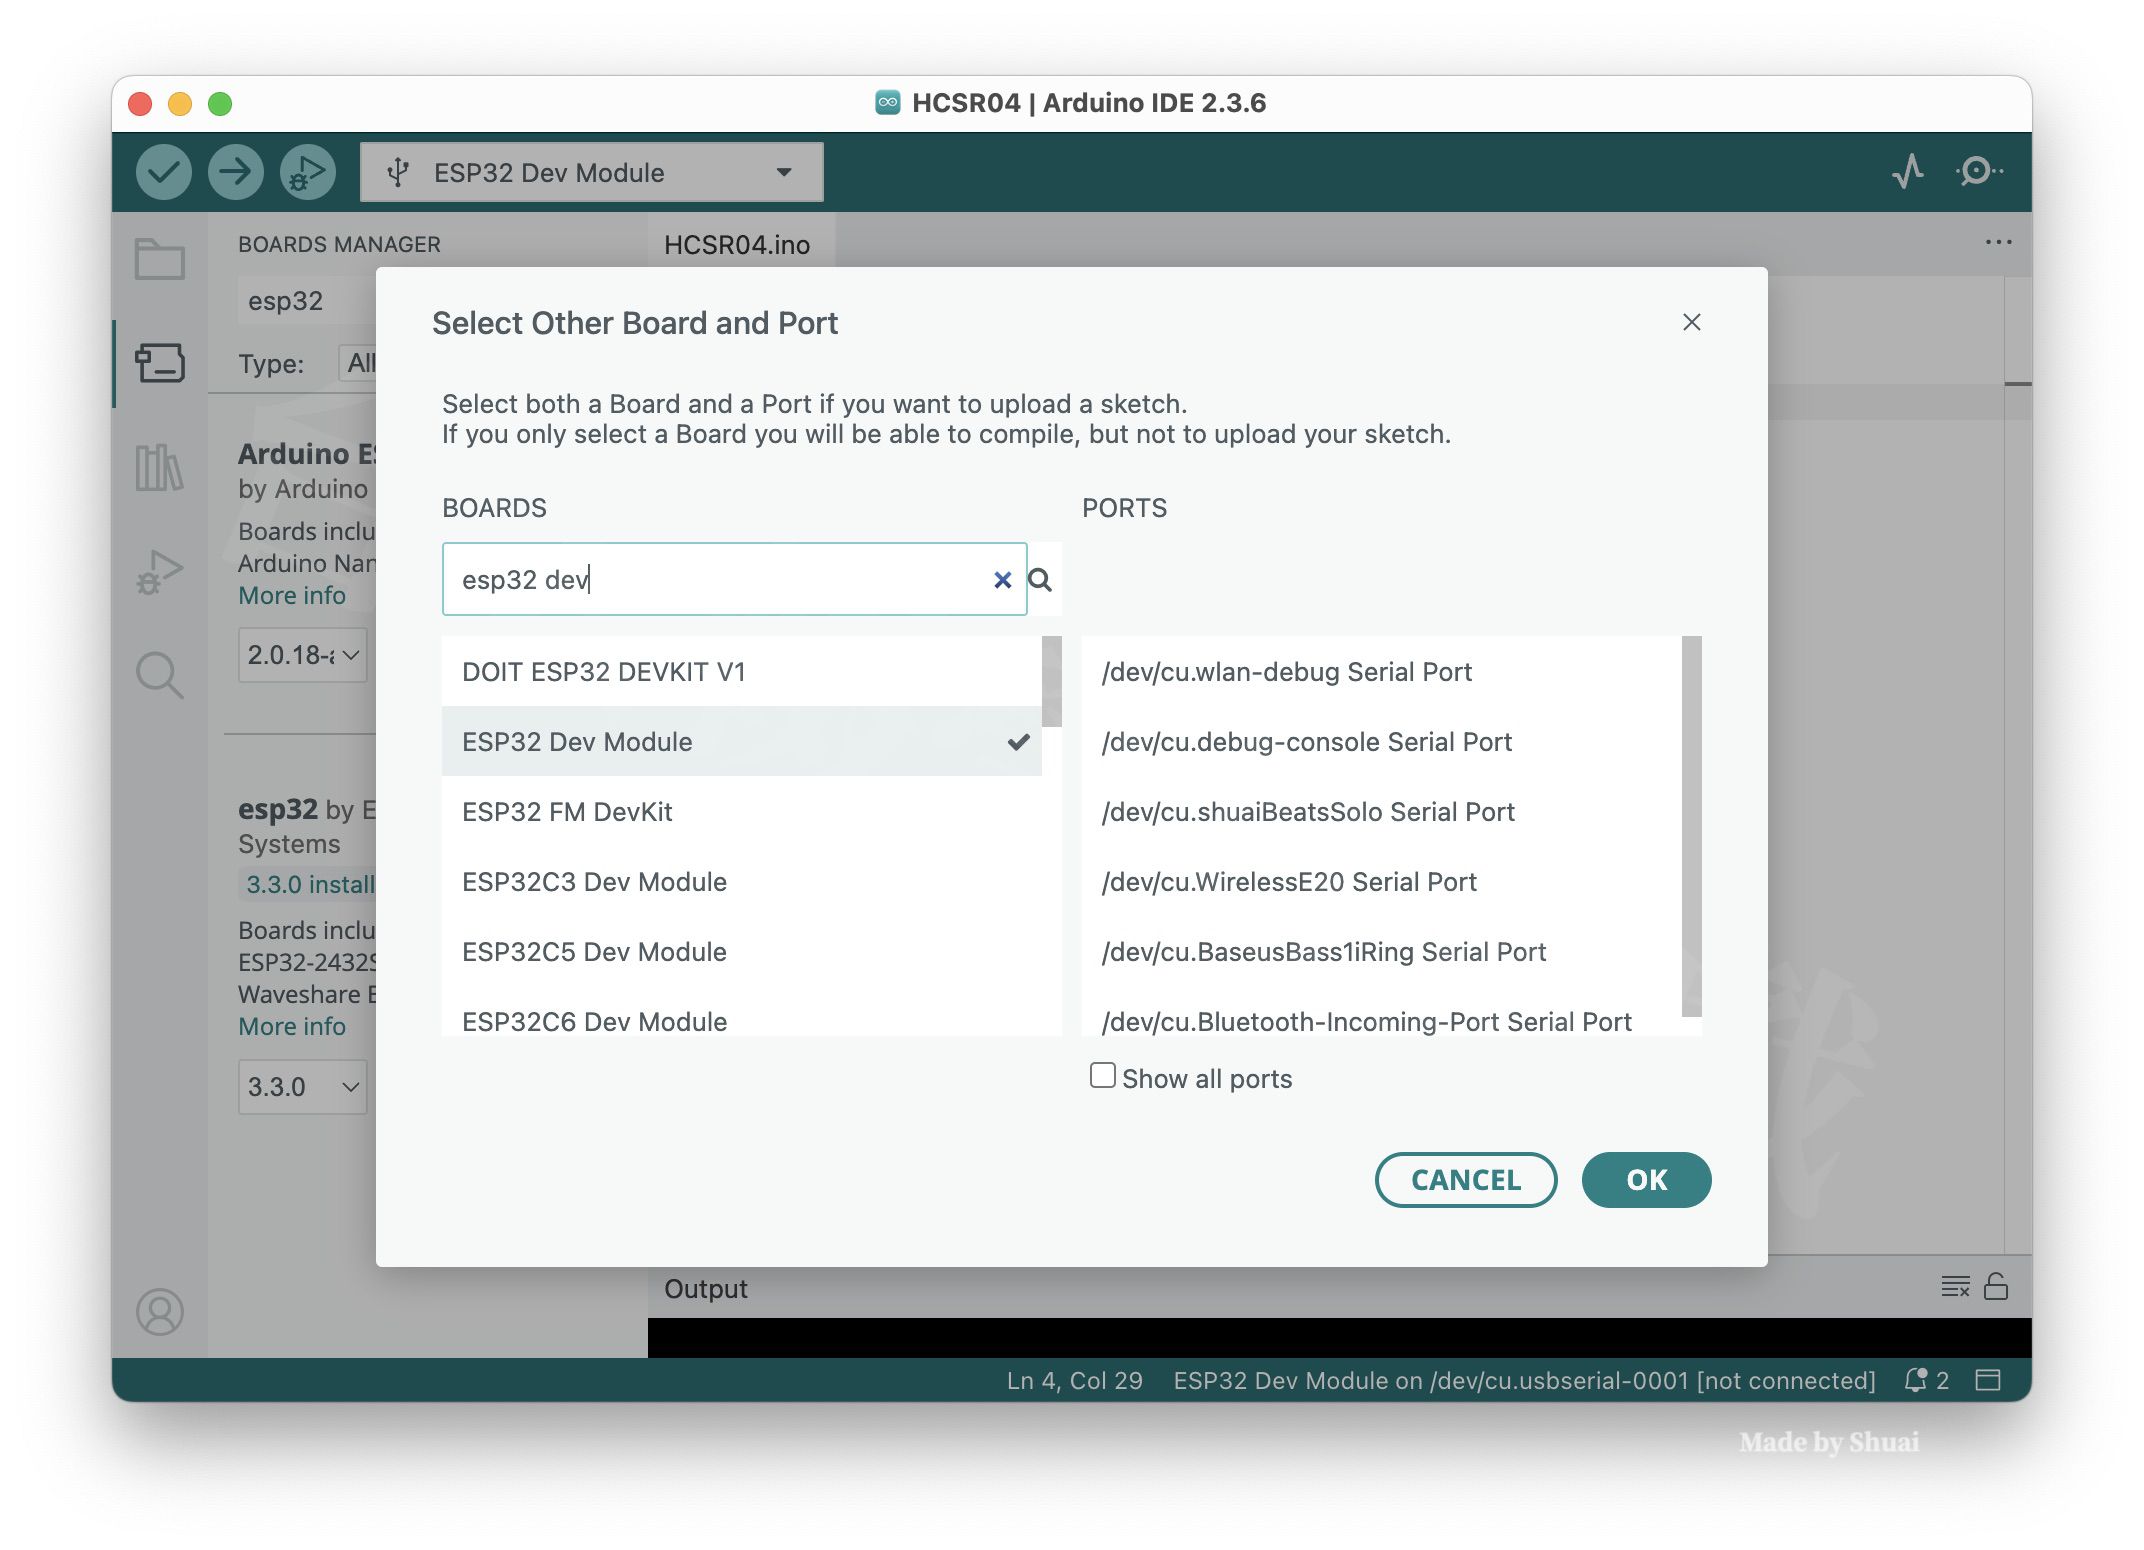 HCSR04 | Arduino IDE 2.3.6
ESP32 Dev Module
BOARDS MANAGER
HCSR04.ino
esp32
Type:
All
Arduino
by Arduino
Boards
Arduino
More info
2.0.18-
esp32 by
Systems
3.3.0
Boards
Waveshare
More info
3.3.0
Select Other Board and Port
Select both a Board and a Port if you want to upload a sketch.
If you only select a Board you will be able to compile, but not to upload your sketch.
BOARDS
esp32 dev
DOIT ESP32 DEVKIT V1
ESP32 Dev Module
ESP32 FM DevKit
ESP32C3 Dev Module
ESP32C5 Dev Module
ESP32C6 Dev Module
PORTS
/dev/cu.wlan-debug Serial Port
/dev/cu.debug-console Serial Port
/dev/cu.shuaiBeatsSolo Serial Port
/dev/cu.WirelessE20 Serial Port
/dev/cu.BaseusBass1iRing Serial Port
/dev/cu.Bluetooth-Incoming-Port Serial Port
Show all ports
CANCEL
OK
Output
Ln 4, Col 29
ESP32 Dev Module on /dev/cu.usbserial-0001 [not connected]
2
Made by Shuai